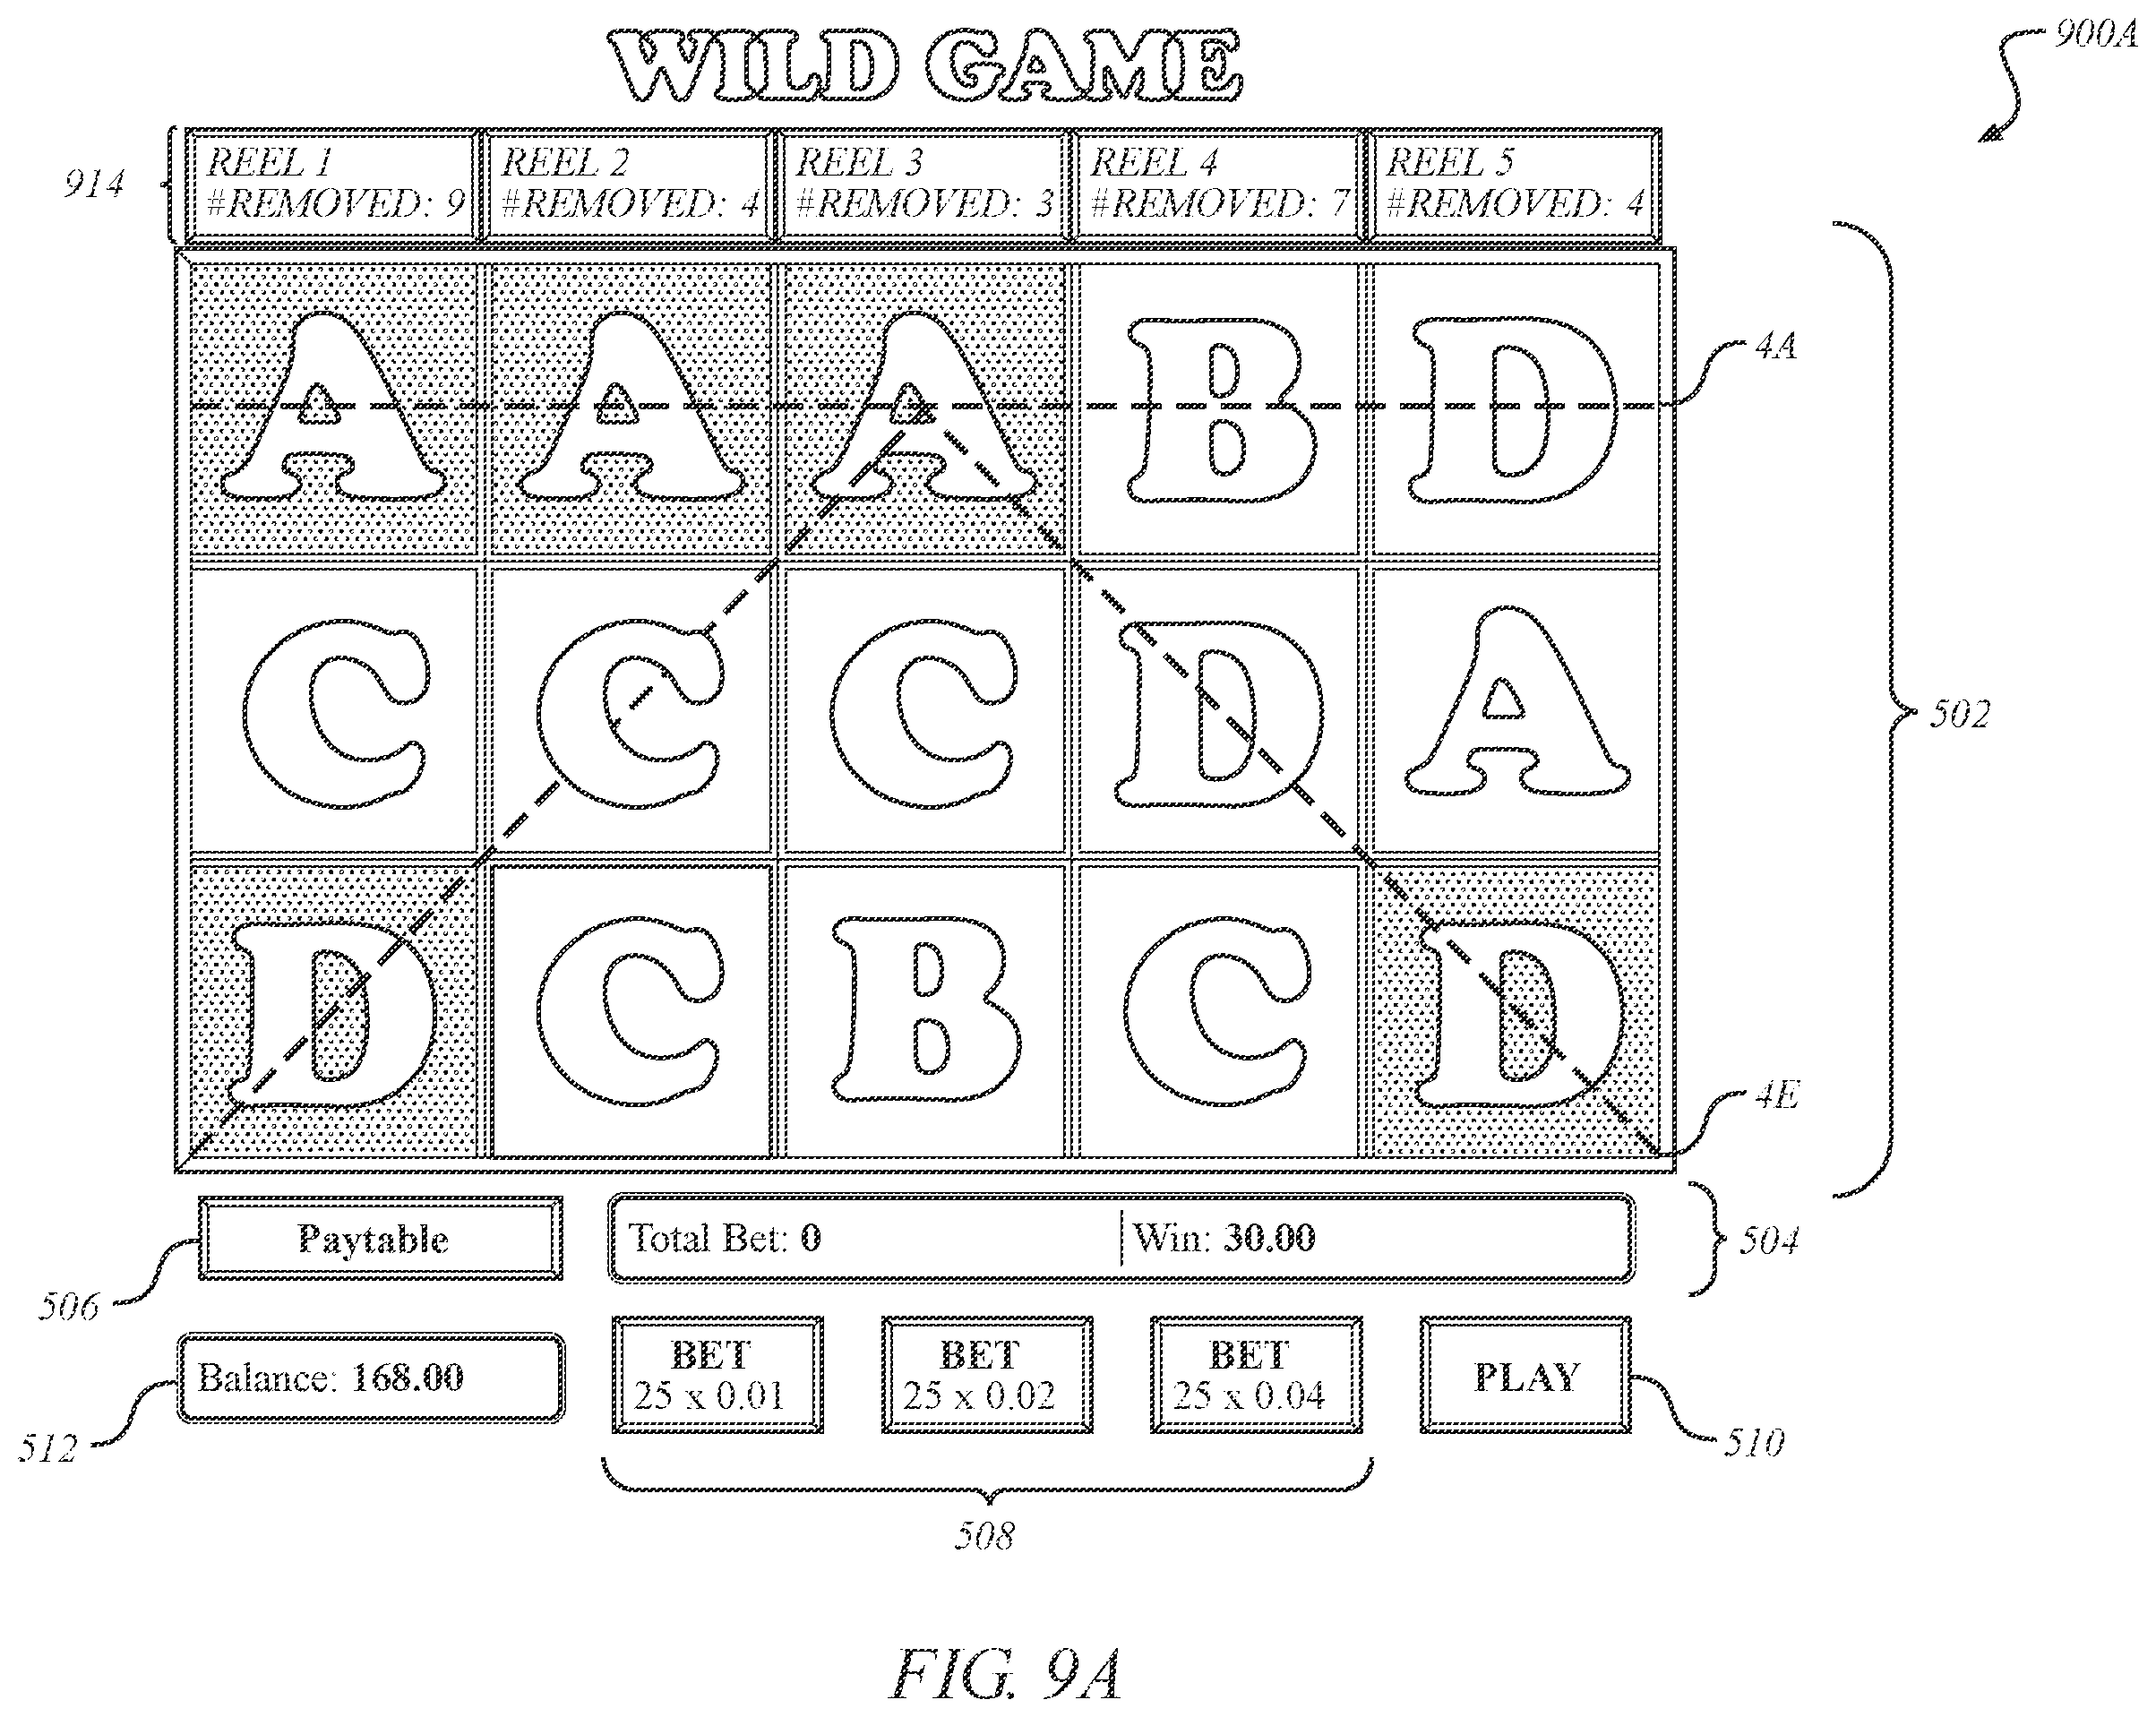 WILD GAME
900A
914
REEL 1
#REMOVED: 9
REEL 2
#REMOVED: 4
REEL 3
#REMOVED: 3
REEL 4
#REMOVED: 7
REEL 5
#REMOVED: 4
A A A B D
4A
C C C D A
502
D C B C D
4E
Paytable
Total Bet: 0
Win: 30.00
504
506
Balance: 168.00
BET
25 x 0.01
BET
25 x 0.02
BET
25 x 0.04
PLAY
512
510
508
FIG. 9A